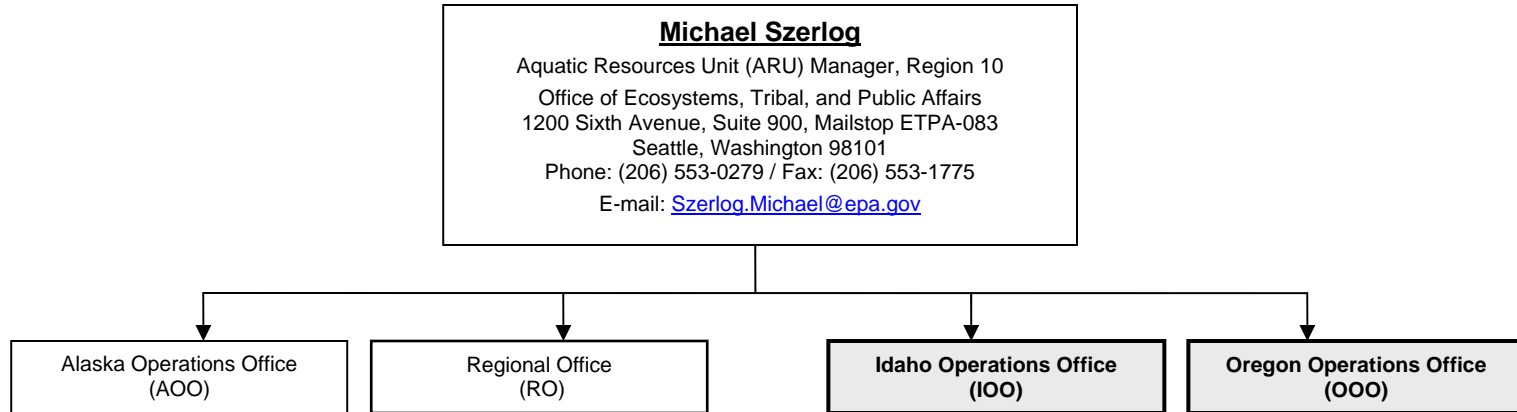 Michael Szerlog
Aquatic Resources Unit (ARU) Manager, Region 10
Office of Ecosystems, Tribal, and Public Affairs
1200 Sixth Avenue, Suite 900, Mailstop ETPA-083
Seattle, Washington 98101
Phone: (206) 553-0279 / Fax: (206) 553-1775
E-mail: Szerlog.Michael@epa.gov
Alaska Operations Office
(AOO)
Regional Office
(RO)
Idaho Operations Office
(IOO)
Oregon Operations Office
(OOO)